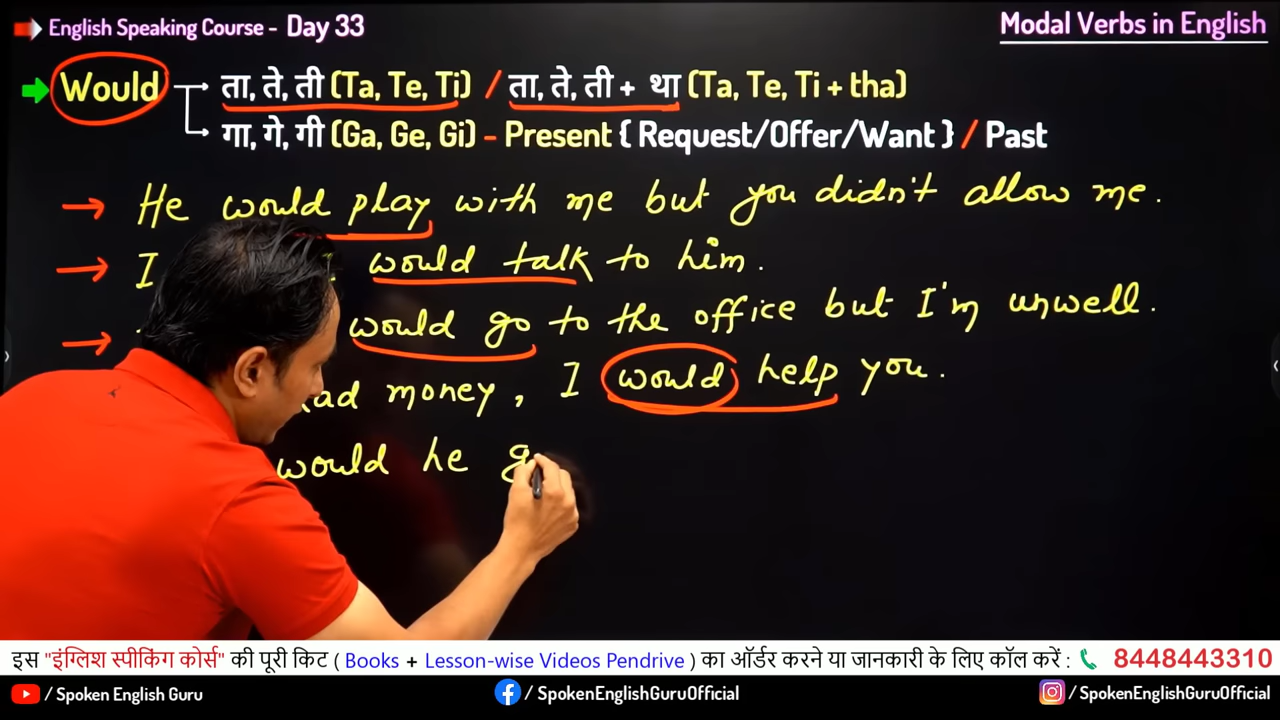 English Speaking Course - Day 33
Modal Verbs in English
Would
ता, ते, ती (Ta, Te, Ti) / ता, ते, ती + था (Ta, Te, Ti + tha)
गा, गे, गी (Ga, Ge, Gi) - Present { Request/Offer/Want } / Past
He would play with me but you didn't allow me.
I would talk to him.
would go to the office but I'm unwell.
money, I would help you.
would he
इस "इंग्लिश स्पीकिंग कोर्स" की पूरी किट ( Books + Lesson-wise Videos Pendrive ) का ऑर्डर करने या जानकारी के लिए कॉल करें : 8448443310
/ Spoken English Guru
/ SpokenEnglishGuruOfficial
/ SpokenEnglishGuruOfficial